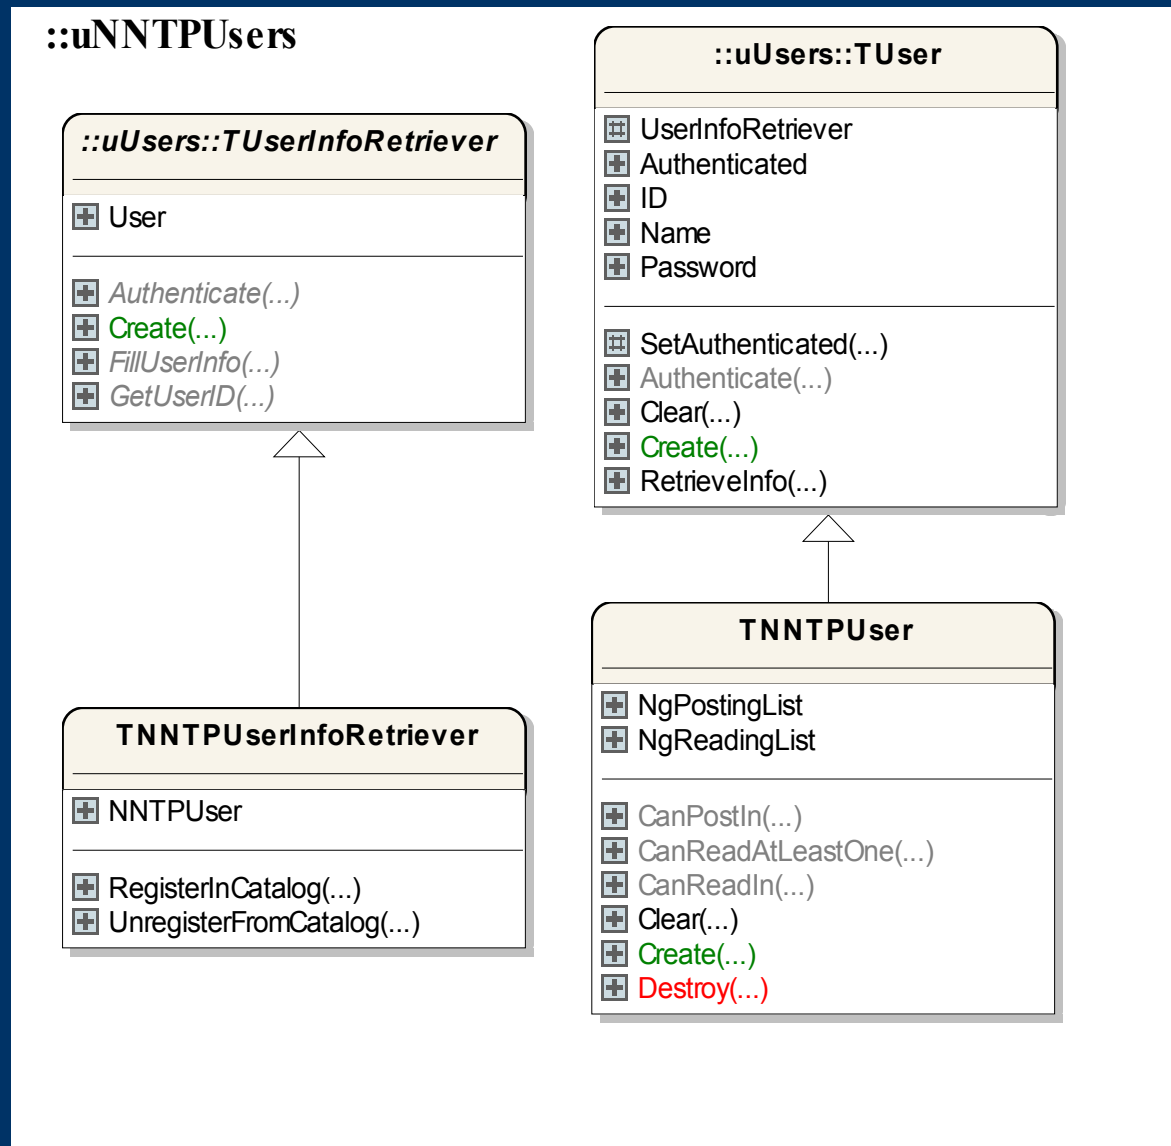 ::uNNTPUsers
::uUsers::TUserInfoRetriever
User
Authenticate(...)
Create(...)
FillUserInfo(...)
GetUserID(...)
::uUsers::TUser
UserInfoRetriever
Authenticated
ID
Name
Password
SetAuthenticated(...)
Authenticate(...)
Clear(...)
Create(...)
RetrieveInfo(...)
TNNTPUserInfoRetriever
NNTPUser
RegisterInCatalog(...)
UnregisterFromCatalog(...)
TNNTPUser
NgPostingList
NgReadingList
CanPostIn(...)
CanReadAtLeastOne(...)
CanReadIn(...)
Clear(...)
Create(...)
Destroy(...)